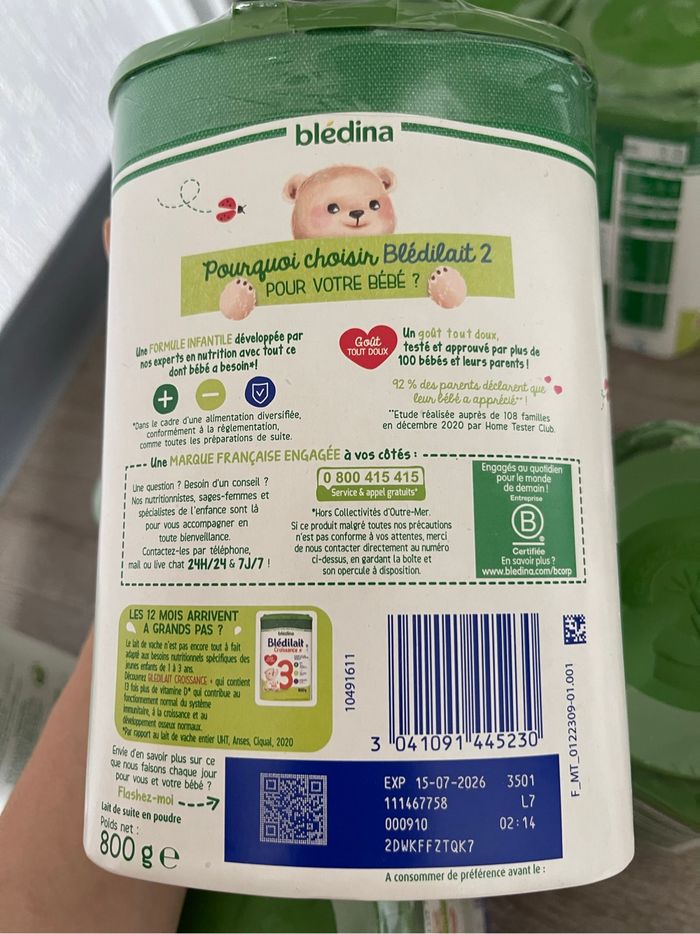 blédina
Pourquoi choisir Blédilait 2
POUR VOTRE BÉBÉ ?
Une FORMULE INFANTILE développée par
nos experts en nutrition avec tout ce
dont bébé a besoin*!
*Dans le cadre d'une alimentation diversifiée,
conformément à la réglementation,
comme toutes les préparations de suite.
Goût
TOUT DOUX
Un goût tout doux,
testé et approuvé par plus de
100 bébés et leurs parents !
92 % des parents déclarent que
leur bébé a apprécié** !
**Etude réalisée auprès de 108 familles
en décembre 2020 par Home Tester Club.
Une MARQUE FRANÇAISE ENGAGÉE à vos côtés :
Une question ? Besoin d'un conseil ?
Nos nutritionnistes, sages-femmes et
spécialistes de l'enfance sont là
pour vous accompagner en
toute bienveillance.
Contactez-les par téléphone,
mail ou live chat 24H/24 & 7J/7 !
0 800 415 415
Service & appel gratuits*
*Hors Collectivités d'Outre-Mer.
Si ce produit malgré toutes nos précautions
n'est pas conforme à vos attentes, merci
de nous contacter directement au numéro
ci-dessus, en gardant la boîte et
son opercule à disposition.
Engagés au quotidien
pour le monde
de demain !
Entreprise
B
Certifiée
En savoir plus ?
www.bledina.com/bcorp
LES 12 MOIS ARRIVENT
À GRANDS PAS ?
Le lait de vache n'est pas encore tout à fait
adapté aux besoins nutritionnels spécifiques des
jeunes enfants de 1 à 3 ans.
Découvrez BLÉDILAIT CROISSANCE + qui contient
13 fois plus de vitamine D* qui contribue au
fonctionnement normal du système
immunitaire, à la croissance et au
développement osseux normaux.
*Par rapport au lait de vache entier UHT, Anses, Ciqual, 2020
blédina
Blédilait
Croissance +
3
Envie d'en savoir plus sur ce
que nous faisons chaque jour
pour vous et votre bébé ?
Flashez-moi
Lait de suite en poudre
Poids net :
800 g e
10491611
3 041091 445230
F_MT_0122309-01.001
EXP 15-07-2026 3501
111467758 L7
000910 02:14
2DWKFFZTQK7
A consommer de préférence avant le :